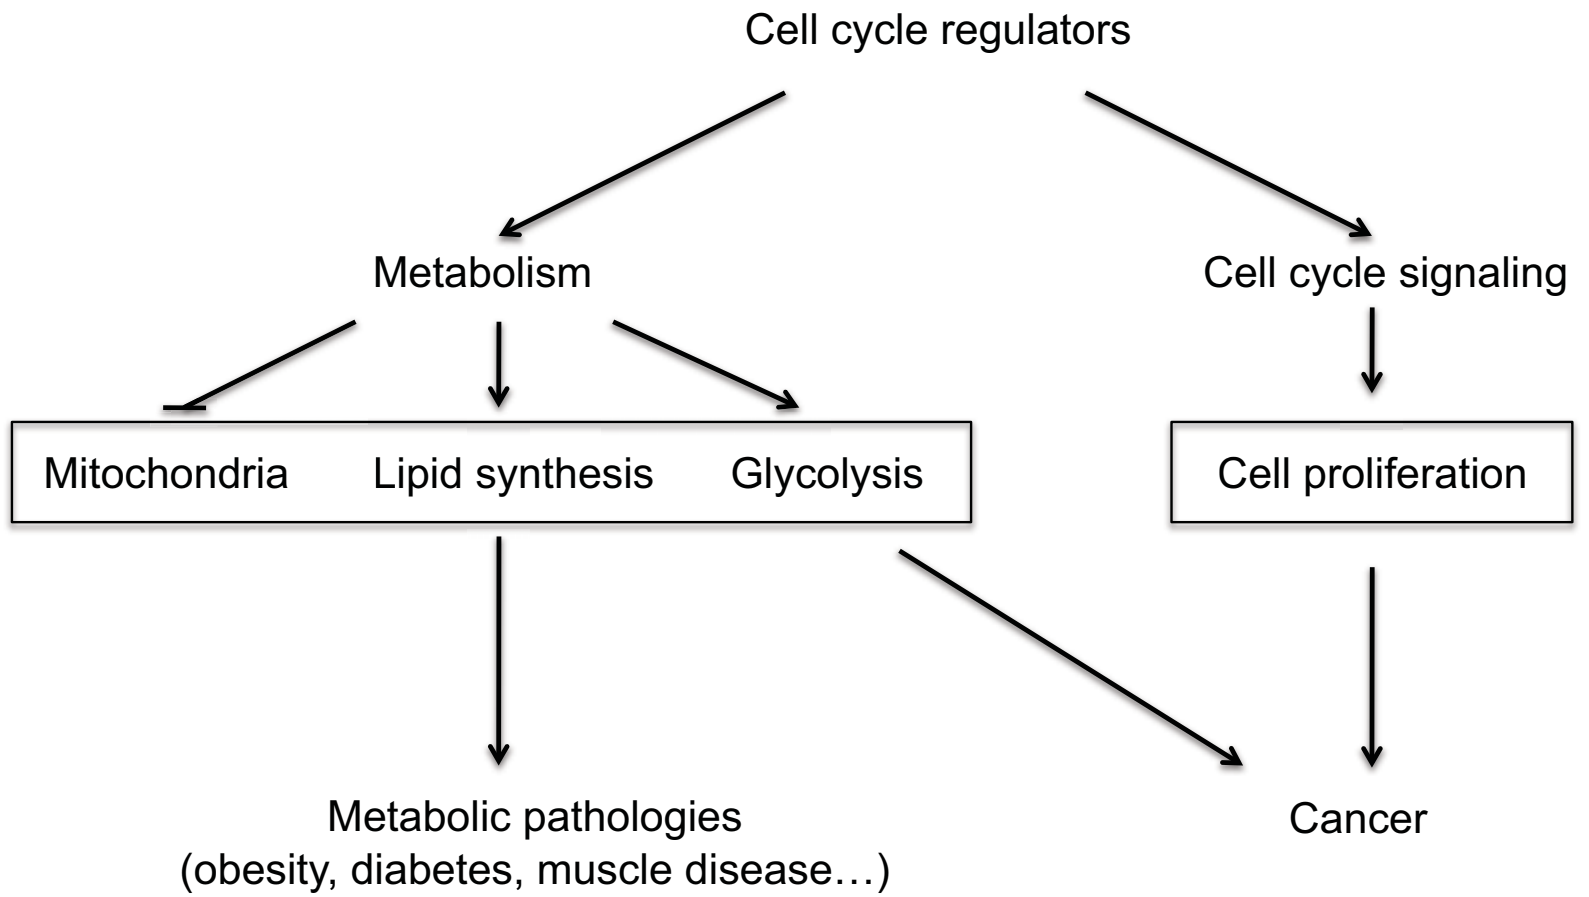 Cell cycle regulators
Metabolism
Cell cycle signaling
Mitochondria
Lipid synthesis
Glycolysis
Cell proliferation
Metabolic pathologies
(obesity, diabetes, muscle disease…)
Cancer